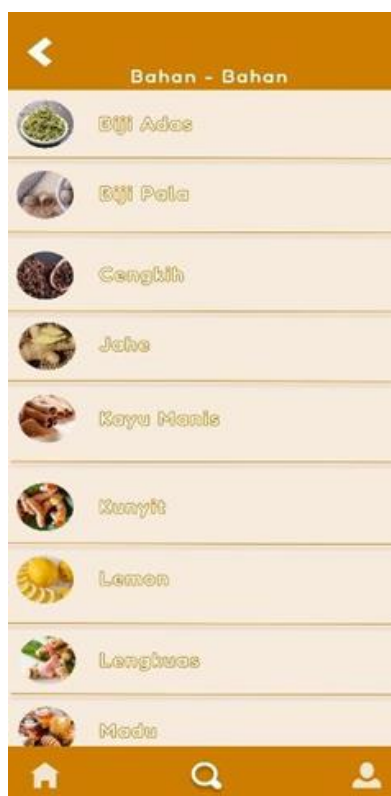 Bahan - Bahan
Biji Adas
Biji Pala
Cengkih
Jahe
Kayu Manis
Kunyit
Lemon
Lengkuas
Madu